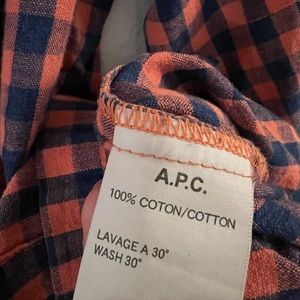 A.P.C.
100% COTON/COTTON
LAVAGE A 30°
WASH 30°